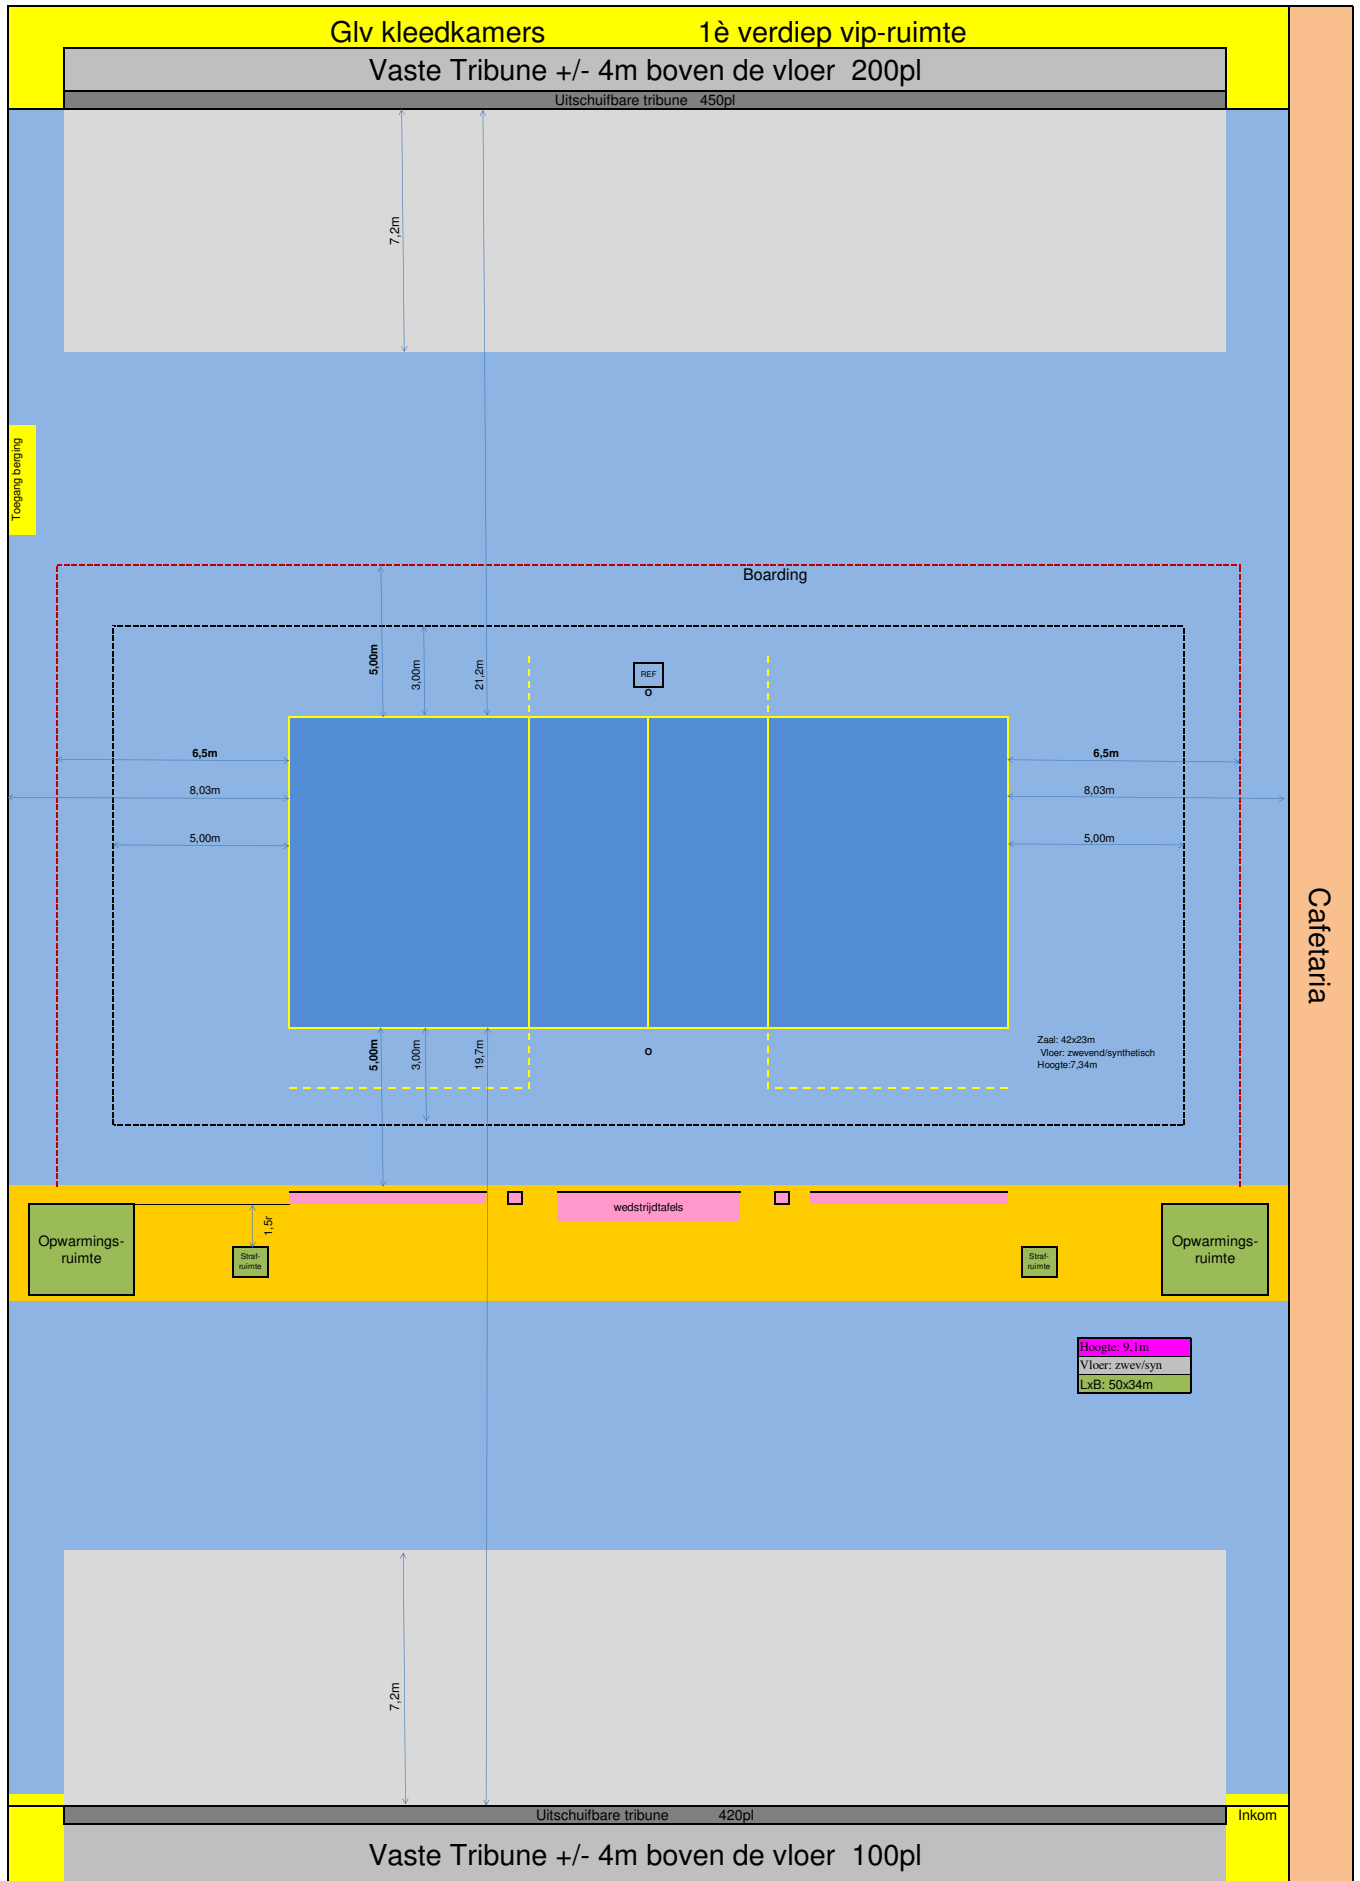 Glv kleedkamers 1è verdiep vip-ruimte
Vaste Tribune +/- 4m boven de vloer 200pl
Uitschuifbare tribune 450pl
7,2m
Toegang berging
Boarding
5,00m
3,00m
21,2m
REF
O
6,5m
6,5m
8,03m
8,03m
5,00m
5,00m
Cafetaria
5,00m
3,00m
19,7m
O
Zaal: 42x23m
Vloer: zwevend/synthetisch
Hoogte:7,34m
wedstrijdtafels
Opwarmings-
ruimte
1,5r
Straf-
ruimte
Straf-
ruimte
Opwarmings-
ruimte
Hoogte: 9,1m
Vloer: zwev/syn
LxB: 50x34m
7,2m
Uitschuifbare tribune 420pl
Inkom
Vaste Tribune +/- 4m boven de vloer 100pl